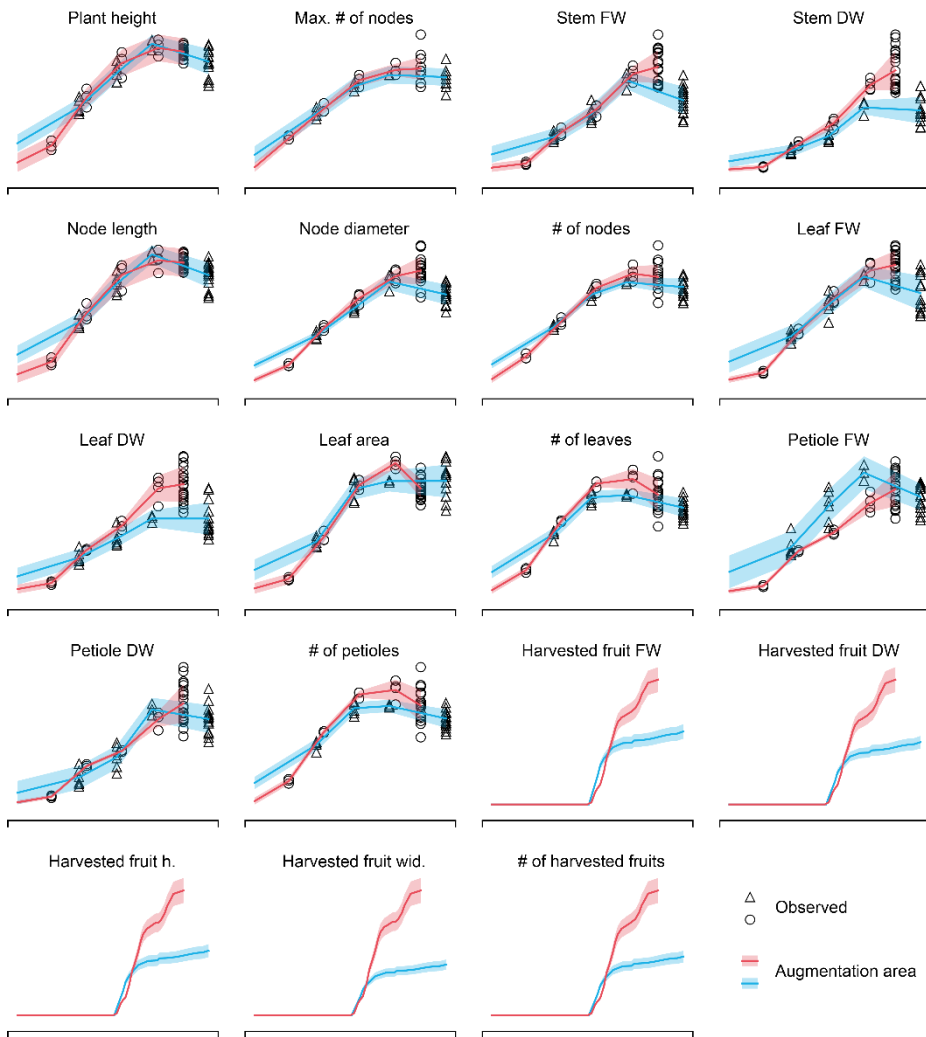 Plant height
Max. # of nodes
Stem FW
Stem DW
Node length
Node diameter
# of nodes
Leaf FW
Leaf DW
Leaf area
# of leaves
Petiole FW
Petiole DW
# of petioles
Harvested fruit FW
Harvested fruit DW
Harvested fruit h.
Harvested fruit wid.
# of harvested fruits
Observed
Augmentation area